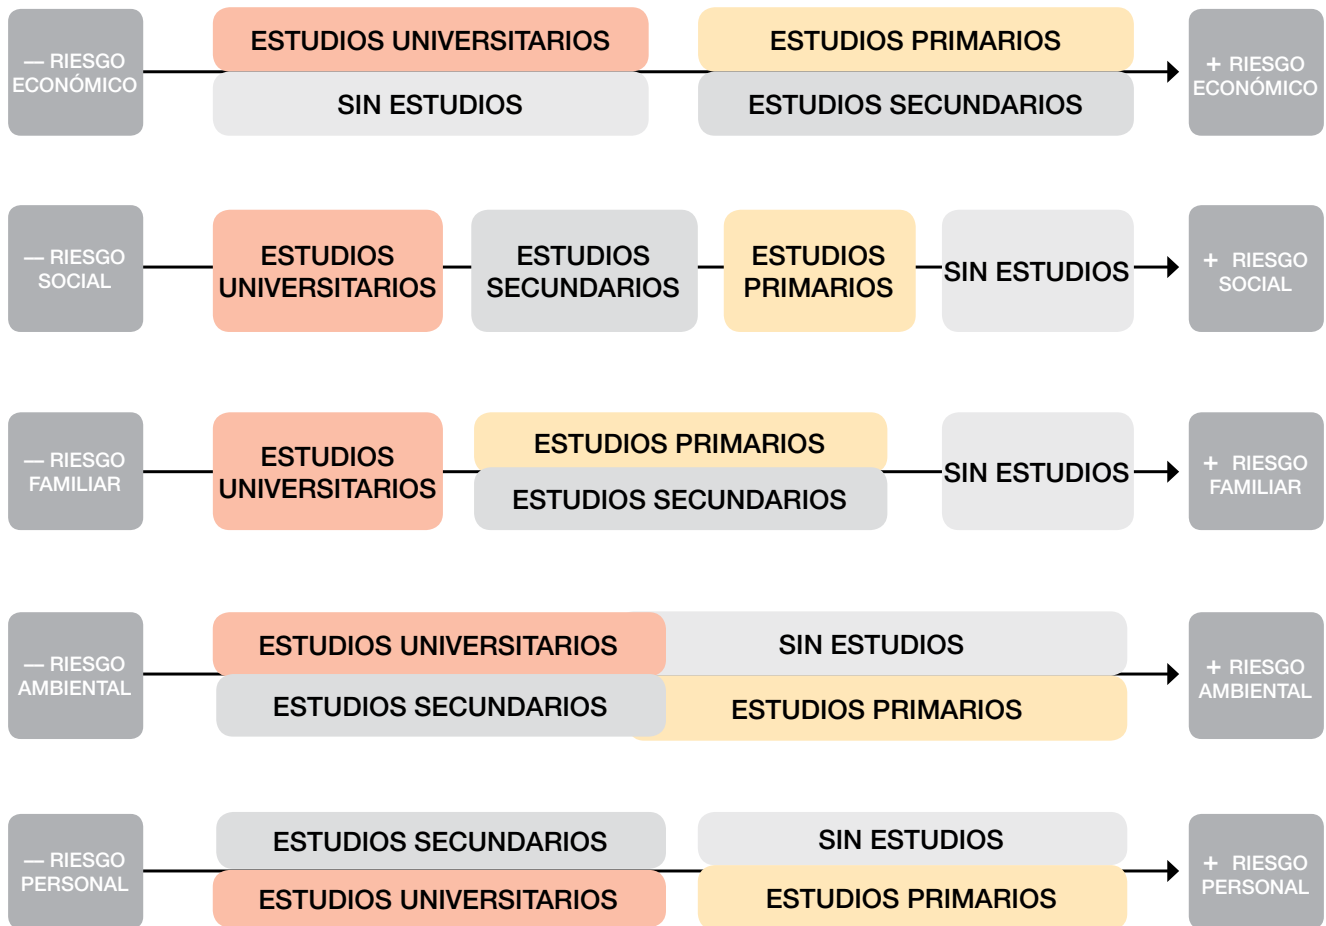 — RIESGO
ECONÓMICO
ESTUDIOS UNIVERSITARIOS
ESTUDIOS PRIMARIOS
SIN ESTUDIOS
ESTUDIOS SECUNDARIOS
+ RIESGO
ECONÓMICO
— RIESGO
SOCIAL
ESTUDIOS
UNIVERSITARIOS
ESTUDIOS
SECUNDARIOS
ESTUDIOS
PRIMARIOS
SIN ESTUDIOS
+ RIESGO
SOCIAL
— RIESGO
FAMILIAR
ESTUDIOS
UNIVERSITARIOS
ESTUDIOS PRIMARIOS
ESTUDIOS SECUNDARIOS
SIN ESTUDIOS
+ RIESGO
FAMILIAR
— RIESGO
AMBIENTAL
ESTUDIOS UNIVERSITARIOS
SIN ESTUDIOS
ESTUDIOS SECUNDARIOS
ESTUDIOS PRIMARIOS
+ RIESGO
AMBIENTAL
— RIESGO
PERSONAL
ESTUDIOS SECUNDARIOS
SIN ESTUDIOS
ESTUDIOS UNIVERSITARIOS
ESTUDIOS PRIMARIOS
+ RIESGO
PERSONAL